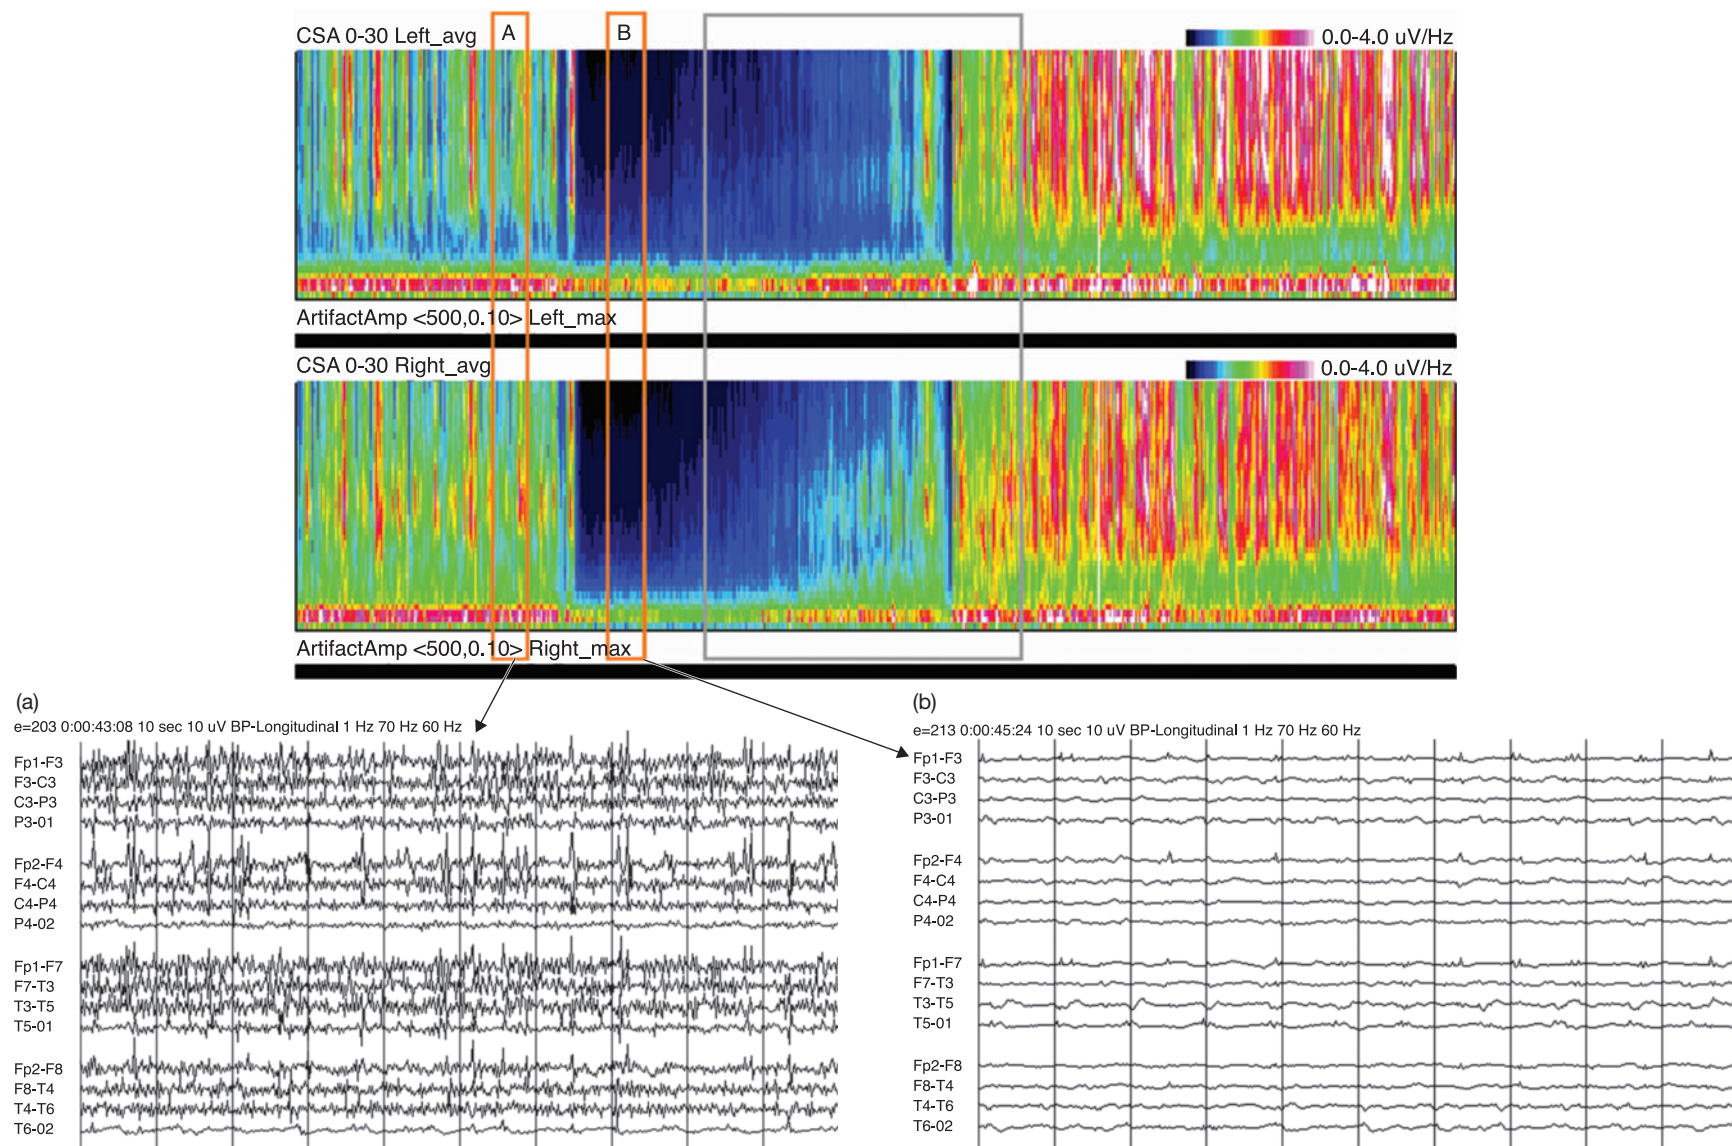 CSA 0-30 Left_avg
A
B
0.0-4.0 uV/Hz
ArtifactAmp <500,0.10> Left_max
CSA 0-30 Right_avg
0.0-4.0 uV/Hz
ArtifactAmp <500,0.10> Right_max
(a)
e=203 0:00:43:08 10 sec 10 uV BP-Longitudinal 1 Hz 70 Hz 60 Hz
Fp1-F3
F3-C3
C3-P3
P3-01
Fp2-F4
F4-C4
C4-P4
P4-02
Fp1-F7
F7-T3
T3-T5
T5-01
Fp2-F8
F8-T4
T4-T6
T6-02
(b)
e=213 0:00:45:24 10 sec 10 uV BP-Longitudinal 1 Hz 70 Hz 60 Hz
Fp1-F3
F3-C3
C3-P3
P3-01
Fp2-F4
F4-C4
C4-P4
P4-02
Fp1-F7
F7-T3
T3-T5
T5-01
Fp2-F8
F8-T4
T4-T6
T6-02